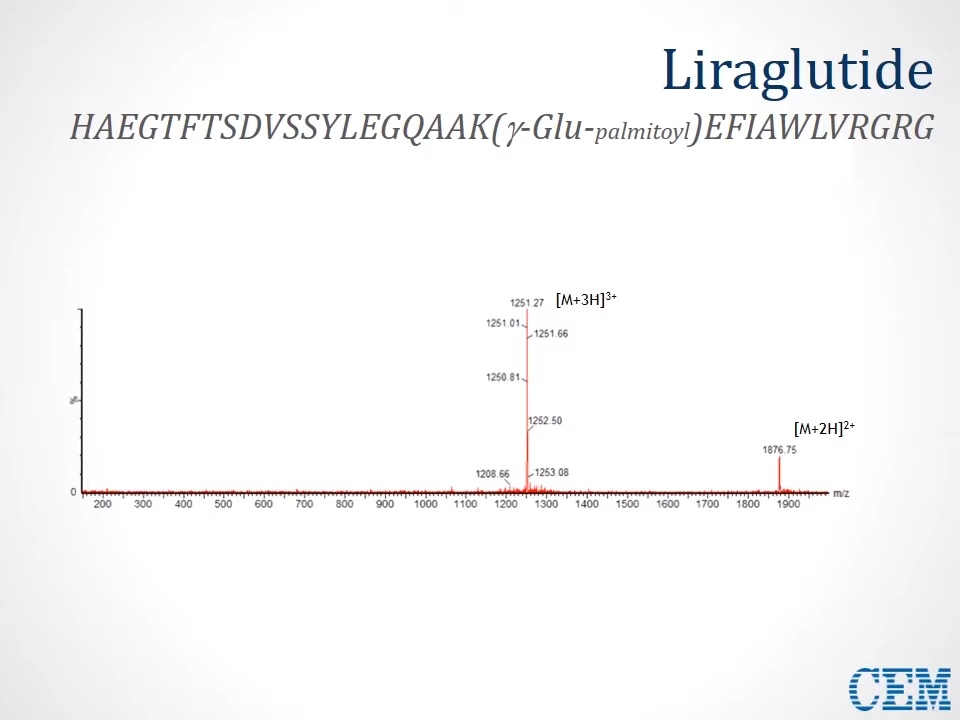 Liraglutide
HAEGTFTSDVSSYLEGQAAK(γ-Glu-palmitoyl)EFIAWLVRGRG
1251.27 [M+3H]3+
1251.01
1251.66
1250.81
1252.50
[M+2H]2+
1876.75
1208.66
1253.08
%
0
m/z
200 300 400 500 600 700 800 900 1000 1100 1200 1300 1400 1500 1600 1700 1800 1900
CEM